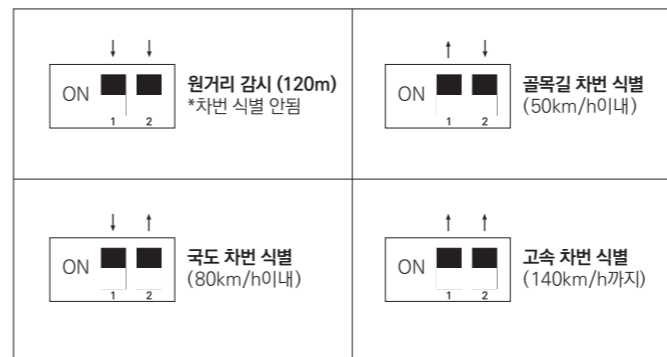 ↓ ↓
ON
1 2
원거리 감시 (120m)
*차번 식별 안됨
↑ ↓
ON
1 2
골목길 차번 식별
(50km/h이내)
↓ ↑
ON
1 2
국도 차번 식별
(80km/h이내)
↑ ↑
ON
1 2
고속 차번 식별
(140km/h까지)